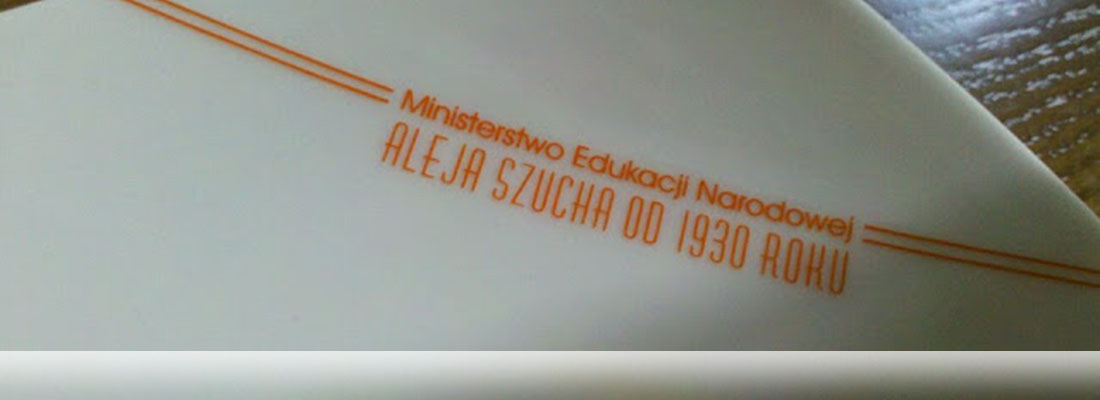 Ministerstwo Edukacji Narodowej
ALEJA SZUCHA OD 1930 ROKU